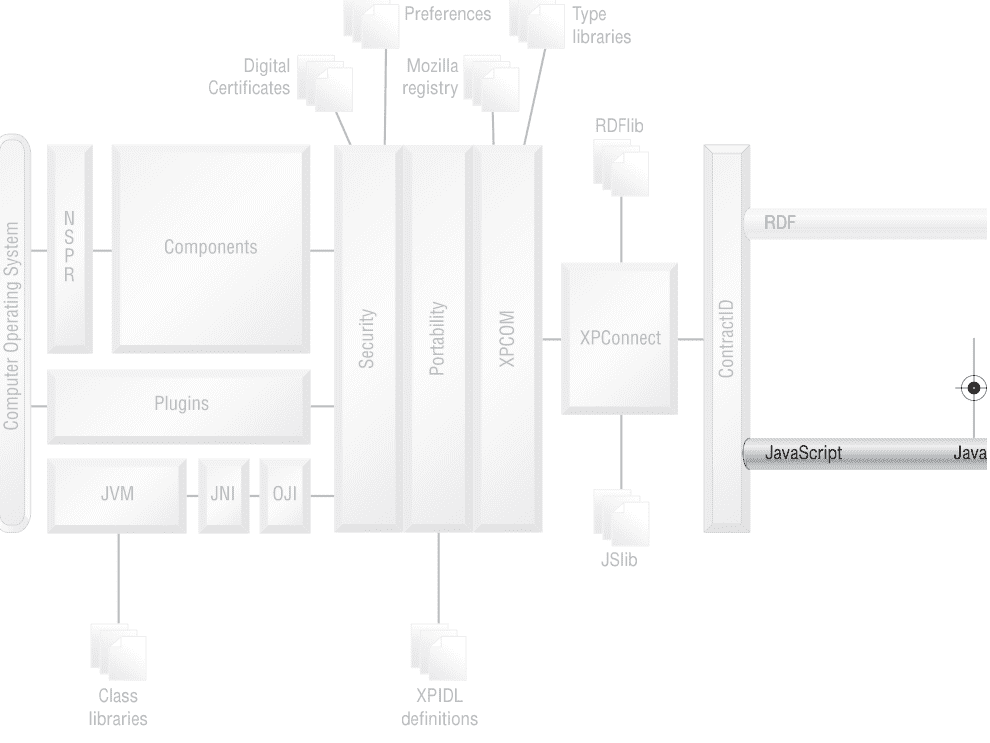 Preferences
Type
libraries
Digital
Certificates
Mozilla
registry
RDFlib
Computer Operating System
N
S
P
R
Components
Security
Portability
XPCOM
XPConnect
ContractID
RDF
Plugins
JavaScript
Java
JVM
JNI
OJI
JSlib
Class
libraries
XPIDL
definitions